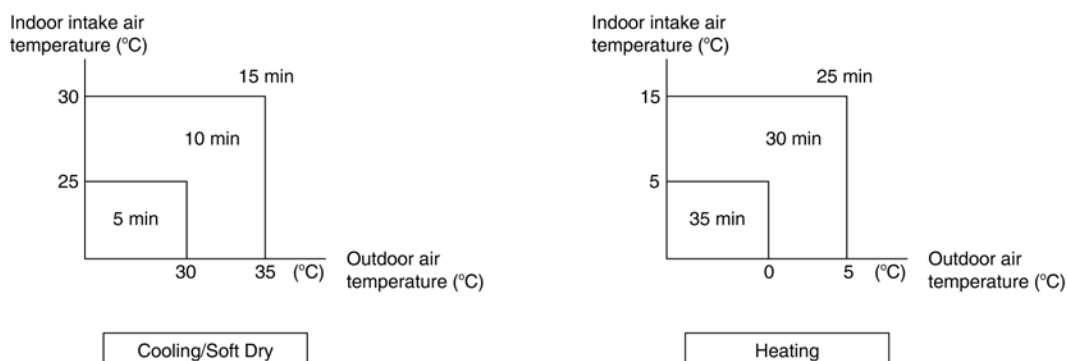 Indoor intake air
temperature (°C)
15 min
30
10 min
25
5 min
30 35 (°C)
Outdoor air
temperature (°C)
Cooling/Soft Dry
Indoor intake air
temperature (°C)
25 min
15
30 min
5
35 min
0 5 (°C)
Outdoor air
temperature (°C)
Heating